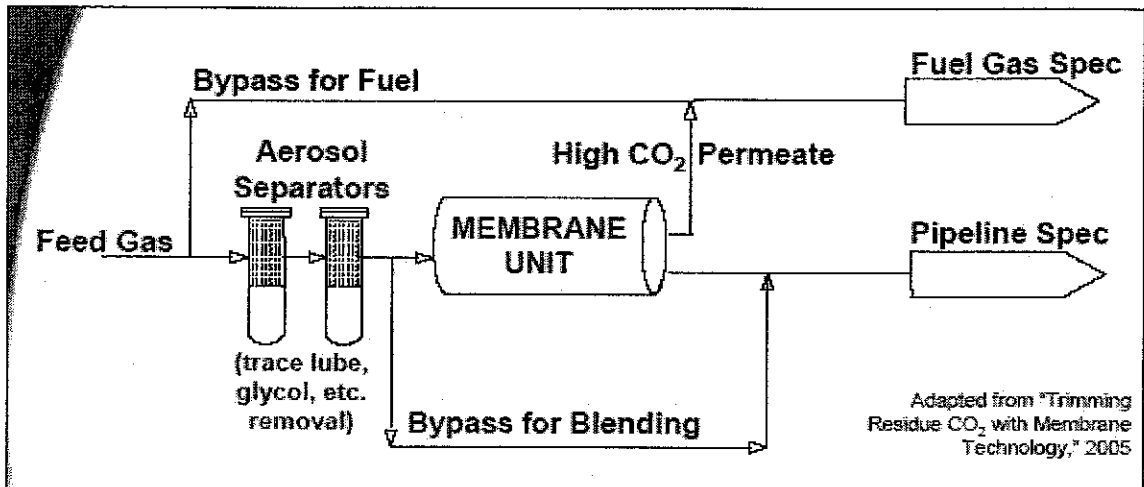 Bypass for Fuel
Fuel Gas Spec
Aerosol
Separators
High CO₂ Permeate
Feed Gas
MEMBRANE
UNIT
Pipeline Spec
(trace lube,
glycol, etc.
removal)
Bypass for Blending
Adapted from "Trimming
Residue CO₂ with Membrane
Technology," 2005